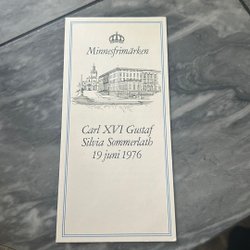 Minnesfrimärken
Carl XVI Gustaf
Silvia Sommerlath
19 juni 1976